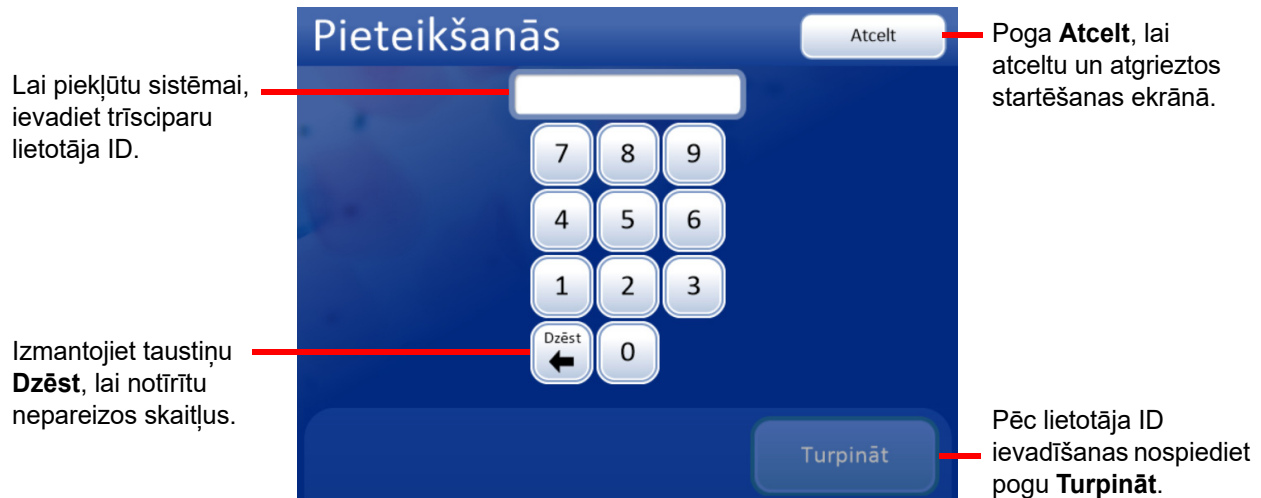 Pieteikšanās
Atcelt
Poga Atcelt, lai
atceltu un atgrieztos
startēšanas ekrānā.
Lai piekļūtu sistēmai,
ievadiet trīsciparu
lietotāja ID.
7 8 9
4 5 6
1 2 3
Dzēst
0
Izmantojiet taustiņu
Dzēst, lai notīrītu
nepareizos skaitļus.
Turpināt
Pēc lietotāja ID
ievadīšanas nospiediet
pogu Turpināt.